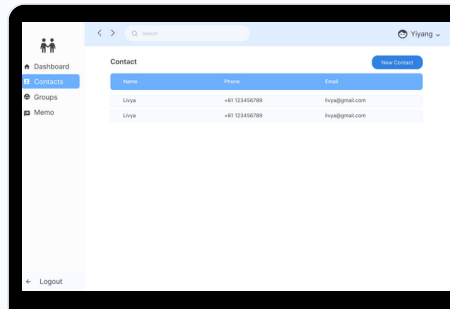 Search
Yiyang
Dashboard
Contacts
Groups
Memo
Logout
Contact
New Contact
Name Phone Email
Livya +61 123456789 livya@gmail.com
Livya +61 123456789 livya@gmail.com